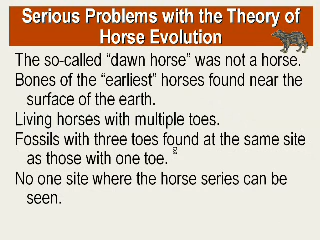 Serious Problems with the Theory of
Horse Evolution
The so-called “dawn horse” was not a horse.
Bones of the “earliest” horses found near the
surface of the earth.
Living horses with multiple toes.
Fossils with three toes found at the same site
as those with one toe.
No one site where the horse series can be
seen.